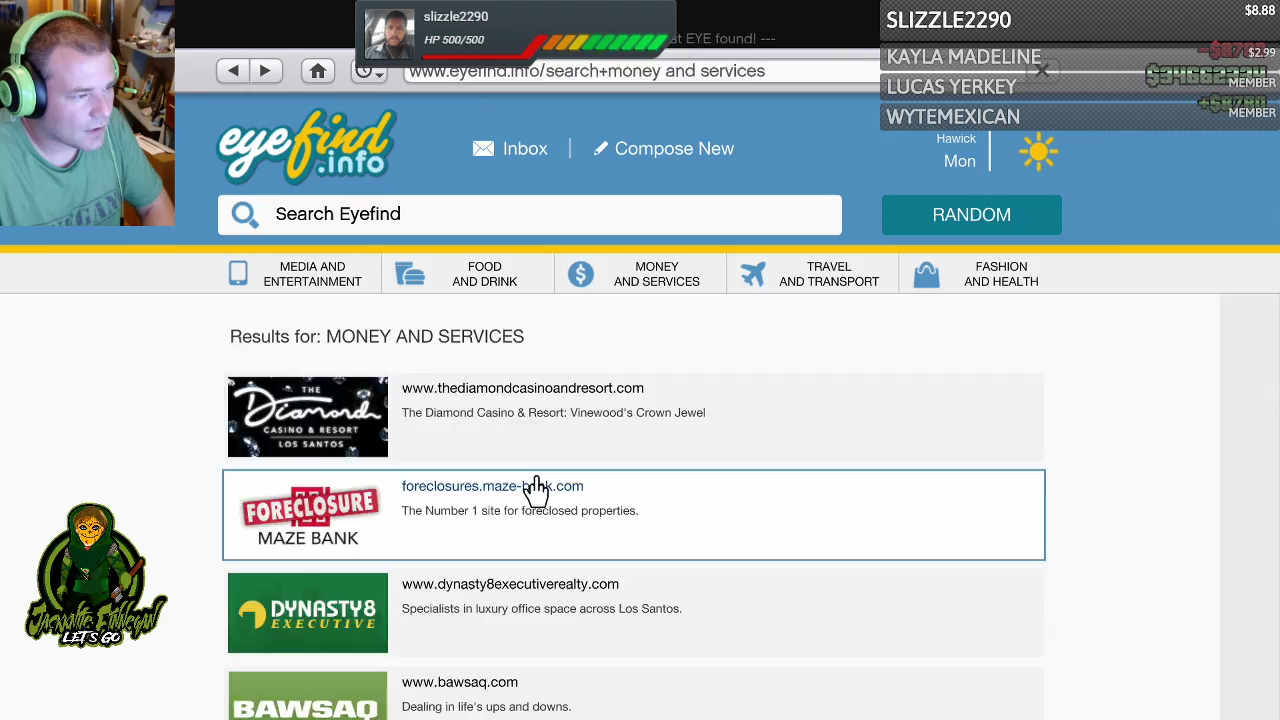 slizzle2290
HP 500/500
at EYE found! ---
SLIZZLE2290
$8.88
KAYLA MADELINE
$2.99
LUCAS YERKEY
MEMBER
WYTEMEXICAN
MEMBER
www.eyefind.info/search+money and services
eyefind
.info
Inbox
Compose New
Hawick
Mon
Search Eyefind
RANDOM
MEDIA AND
ENTERTAINMENT
FOOD
AND DRINK
MONEY
AND SERVICES
TRAVEL
AND TRANSPORT
FASHION
AND HEALTH
Results for: MONEY AND SERVICES
THE
Diamond
CASINO & RESORT
LOS SANTOS
www.thediamondcasinoandresort.com
The Diamond Casino & Resort: Vinewood's Crown Jewel
FORECLOSURE
MAZE BANK
foreclosures.maze-bank.com
The Number 1 site for foreclosed properties.
DYNASTY8
EXECUTIVE
www.dynasty8executiverealty.com
Specialists in luxury office space across Los Santos.
BAWSAQ
www.bawsaq.com
Dealing in life's ups and downs.
LET'S GO